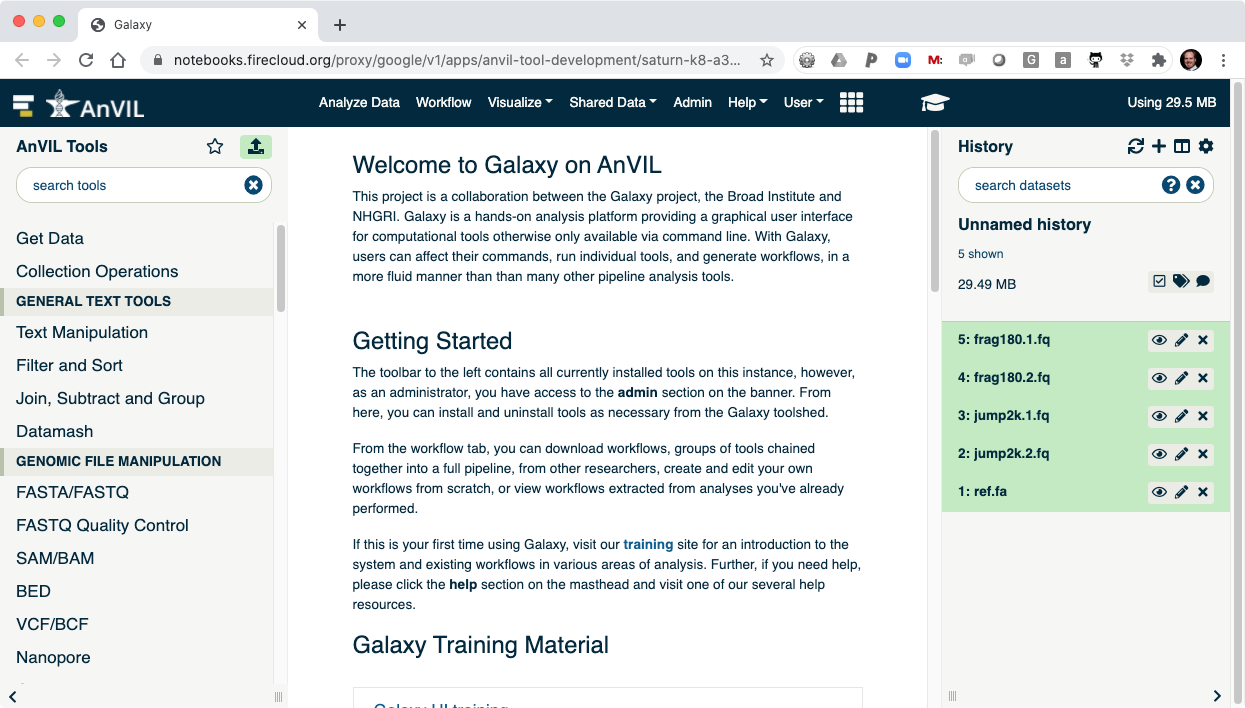 Galaxy
notebooks.firecloud.org/proxy/google/v1/apps/anvil-tool-development/saturn-k8-a3...
AnVIL
Analyze Data Workflow Visualize Shared Data Admin Help User
Using 29.5 MB
AnVIL Tools
search tools
Get Data
Collection Operations
GENERAL TEXT TOOLS
Text Manipulation
Filter and Sort
Join, Subtract and Group
Datamash
GENOMIC FILE MANIPULATION
FASTA/FASTQ
FASTQ Quality Control
SAM/BAM
BED
VCF/BCF
Nanopore
Welcome to Galaxy on AnVIL
This project is a collaboration between the Galaxy project, the Broad Institute and
NHGRI. Galaxy is a hands-on analysis platform providing a graphical user interface
for computational tools otherwise only available via command line. With Galaxy,
users can affect their commands, run individual tools, and generate workflows, in a
more fluid manner than than many other pipeline analysis tools.
Getting Started
The toolbar to the left contains all currently installed tools on this instance, however,
as an administrator, you have access to the admin section on the banner. From
here, you can install and uninstall tools as necessary from the Galaxy toolshed.
From the workflow tab, you can download workflows, groups of tools chained
together into a full pipeline, from other researchers, create and edit your own
workflows from scratch, or view workflows extracted from analyses you've already
performed.
If this is your first time using Galaxy, visit our training site for an introduction to the
system and existing workflows in various areas of analysis. Further, if you need help,
please click the help section on the masthead and visit one of our several help
resources.
Galaxy Training Material
Galaxy UI training
History
search datasets
Unnamed history
5 shown
29.49 MB
5: frag180.1.fq
4: frag180.2.fq
3: jump2k.1.fq
2: jump2k.2.fq
1: ref.fa